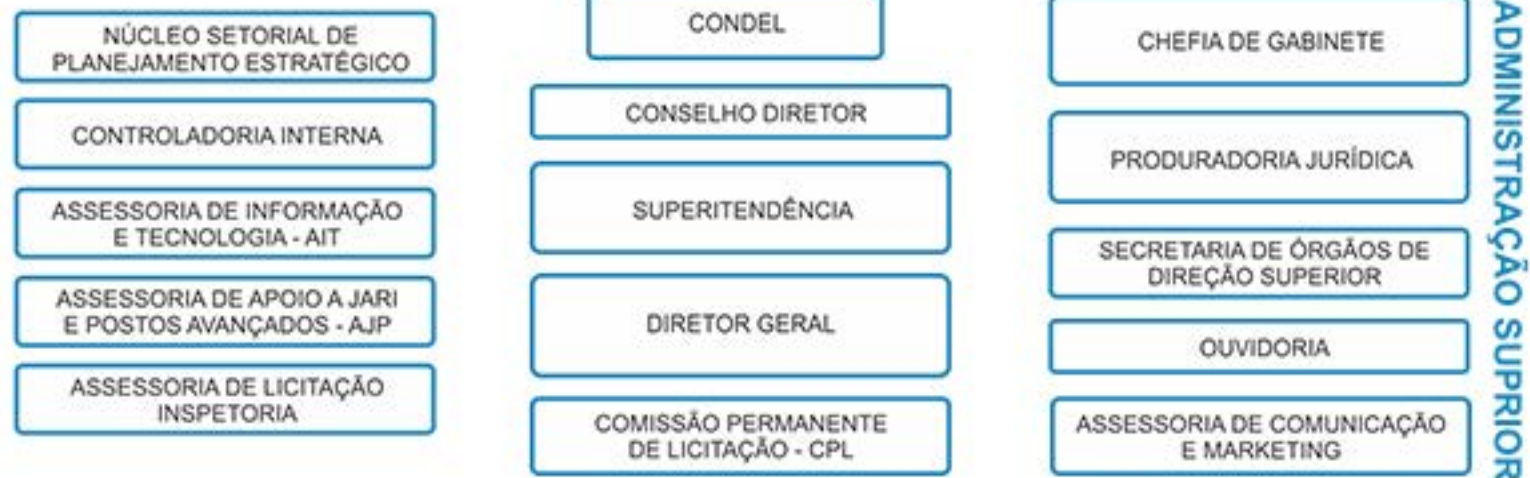 NÚCLEO SETORIAL DE
PLANEJAMENTO ESTRATÉGICO
CONTROLADORIA INTERNA
ASSESSORIA DE INFORMAÇÃO
E TECNOLOGIA - AIT
ASSESSORIA DE APOIO A JARI
E POSTOS AVANÇADOS - AJP
ASSESSORIA DE LICITAÇÃO
INSPETORIA
CONDEL
CONSELHO DIRETOR
SUPERITENDÊNCIA
DIRETOR GERAL
COMISSÃO PERMANENTE
DE LICITAÇÃO - CPL
CHEFIA DE GABINETE
PRODURADORIA JURÍDICA
SECRETARIA DE ÓRGÃOS DE
DIREÇÃO SUPERIOR
OUVIDORIA
ASSESSORIA DE COMUNICAÇÃO
E MARKETING
ADMINISTRAÇÃO SUPRIOR